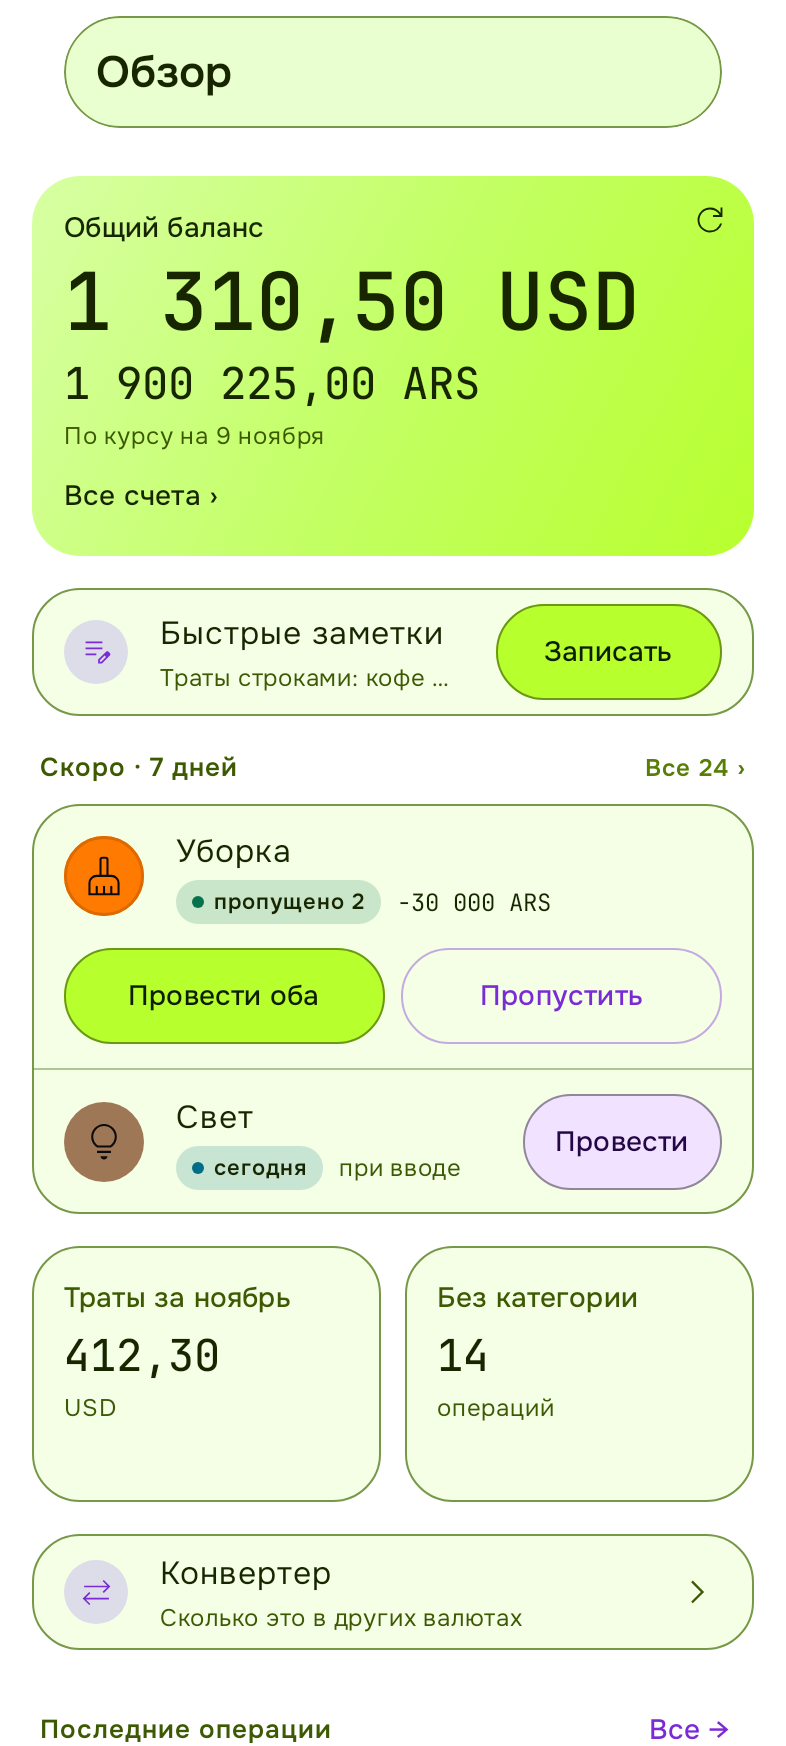 Обзор
Общий баланс
1 310,50 USD
1 900 225,00 ARS
По курсу на 9 ноября
Все счета ›
Быстрые заметки
Траты строками: кофе ...
Записать
Скоро · 7 дней
Все 24 ›
Уборка
пропущено 2 -30 000 ARS
Провести оба
Пропустить
Свет
сегодня при вводе
Провести
Траты за ноябрь
412,30
USD
Без категории
14
операций
Конвертер
Сколько это в других валютах
Последние операции
Все →